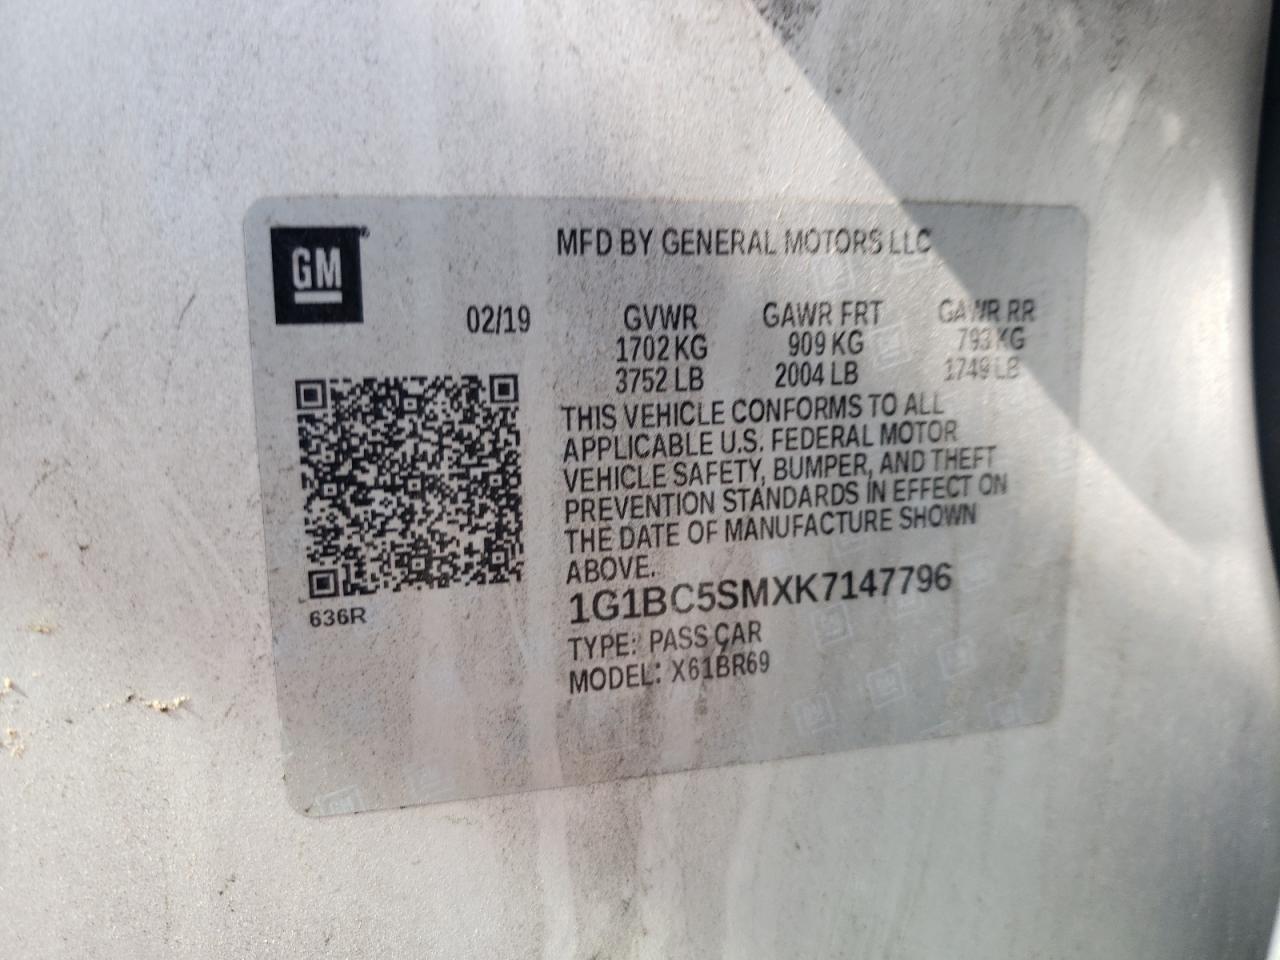 GM
MFD BY GENERAL MOTORS LLC
02/19 GVWR GAWR FRT GAWR RR
1702 KG 909 KG 793 KG
3752 LB 2004 LB 1749 LB
THIS VEHICLE CONFORMS TO ALL
APPLICABLE U.S. FEDERAL MOTOR
VEHICLE SAFETY, BUMPER, AND THEFT
PREVENTION STANDARDS IN EFFECT ON
THE DATE OF MANUFACTURE SHOWN
ABOVE.
1G1BC5SMXK7147796
636R
TYPE: PASS CAR
MODEL: X61BR69